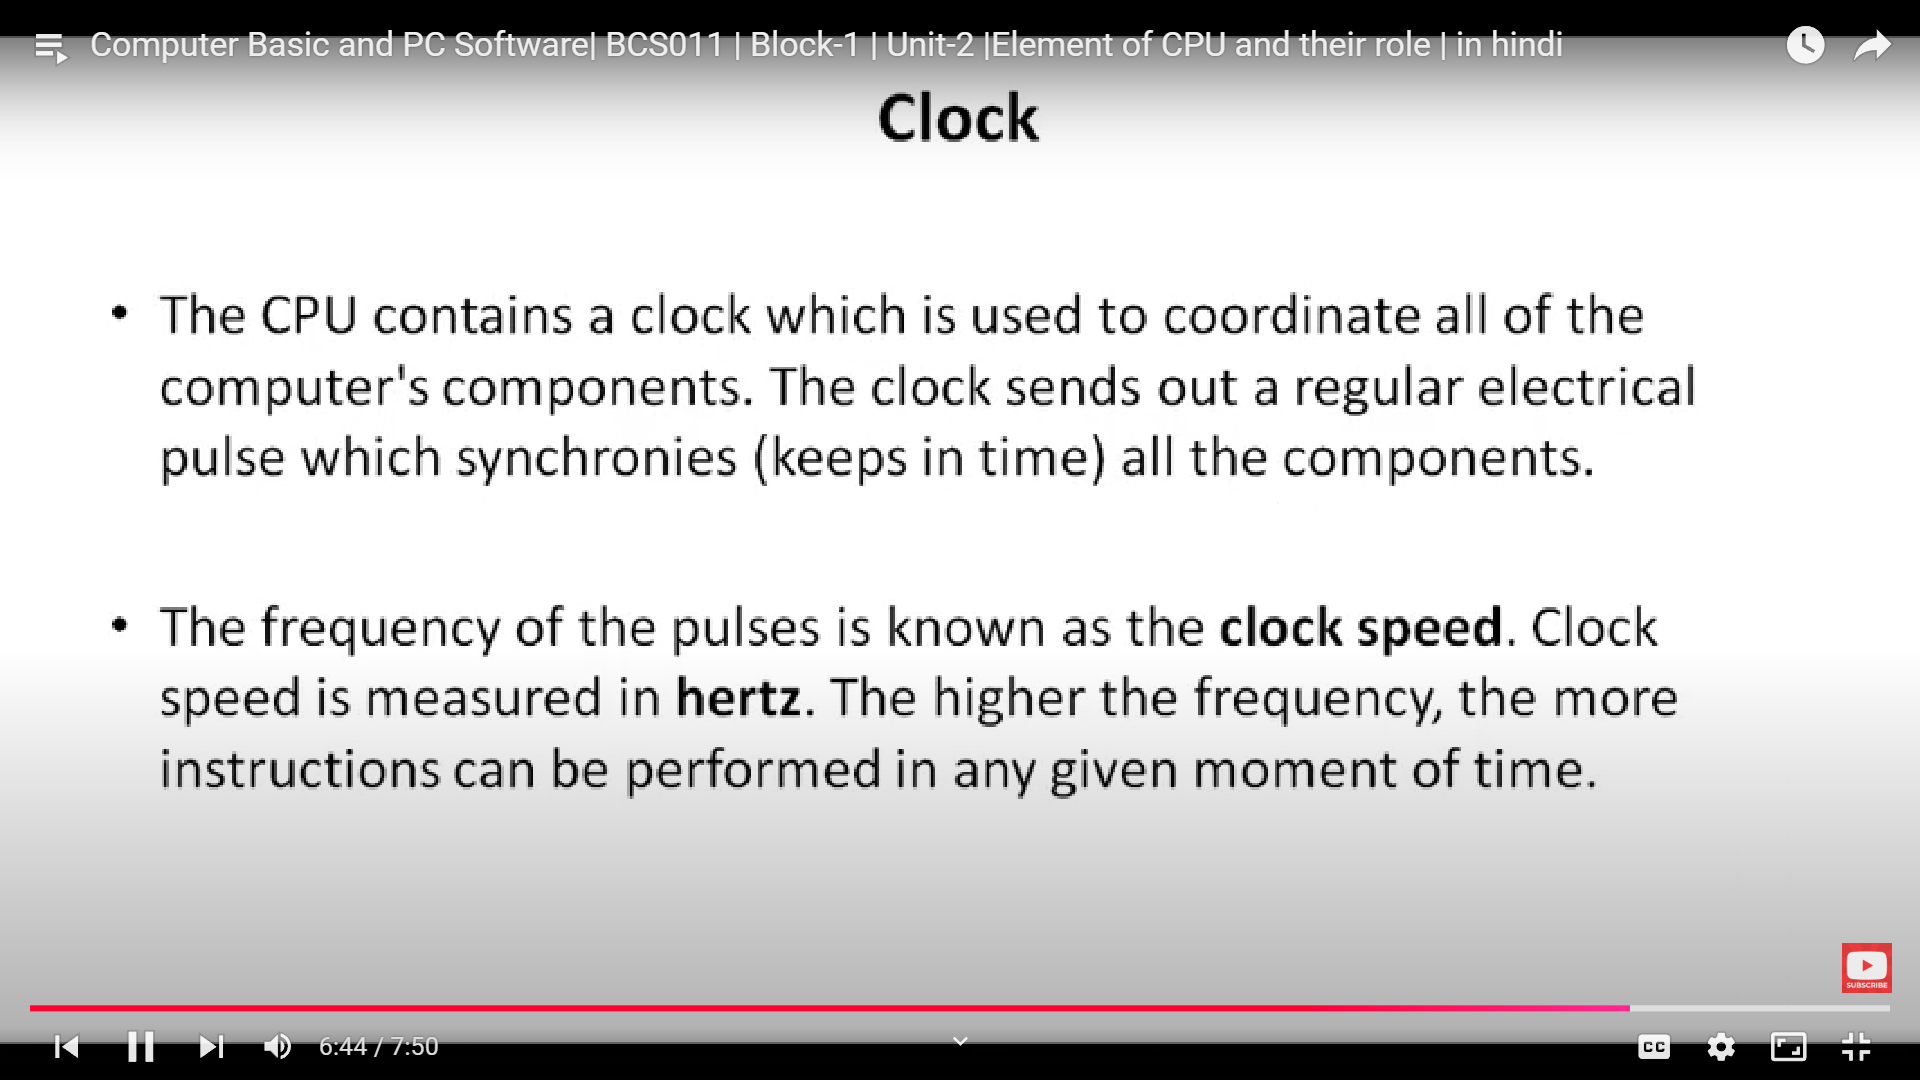 Computer Basic and PC Software| BCS011 | Block-1 | Unit-2 |Element of CPU and their role | in hindi
Clock
• The CPU contains a clock which is used to coordinate all of the
computer's components. The clock sends out a regular electrical
pulse which synchronies (keeps in time) all the components.
• The frequency of the pulses is known as the clock speed. Clock
speed is measured in hertz. The higher the frequency, the more
instructions can be performed in any given moment of time.
SUBSCRIBE
6:44 / 7:50
CC